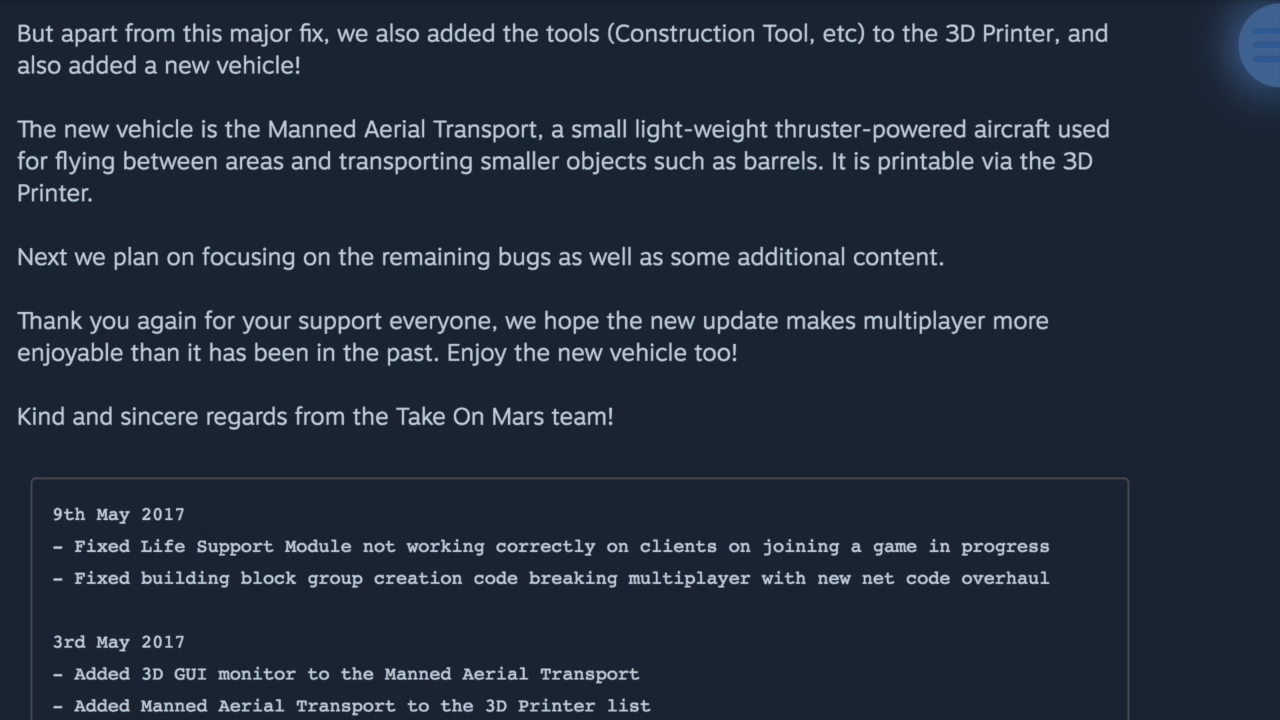 But apart from this major fix, we also added the tools (Construction Tool, etc) to the 3D Printer, and
also added a new vehicle!
The new vehicle is the Manned Aerial Transport, a small light-weight thruster-powered aircraft used
for flying between areas and transporting smaller objects such as barrels. It is printable via the 3D
Printer.
Next we plan on focusing on the remaining bugs as well as some additional content.
Thank you again for your support everyone, we hope the new update makes multiplayer more
enjoyable than it has been in the past. Enjoy the new vehicle too!
Kind and sincere regards from the Take On Mars team!
9th May 2017
- Fixed Life Support Module not working correctly on clients on joining a game in progress
- Fixed building block group creation code breaking multiplayer with new net code overhaul
3rd May 2017
- Added 3D GUI monitor to the Manned Aerial Transport
- Added Manned Aerial Transport to the 3D Printer list